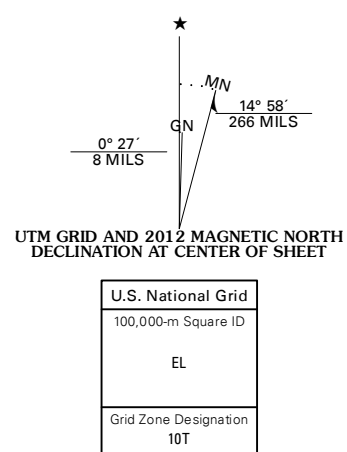 ★
MN
GN
14° 58´
266 MILS
0° 27´
8 MILS
UTM GRID AND 2012 MAGNETIC NORTH
DECLINATION AT CENTER OF SHEET
U.S. National Grid
100,000-m Square ID
EL
Grid Zone Designation
10T